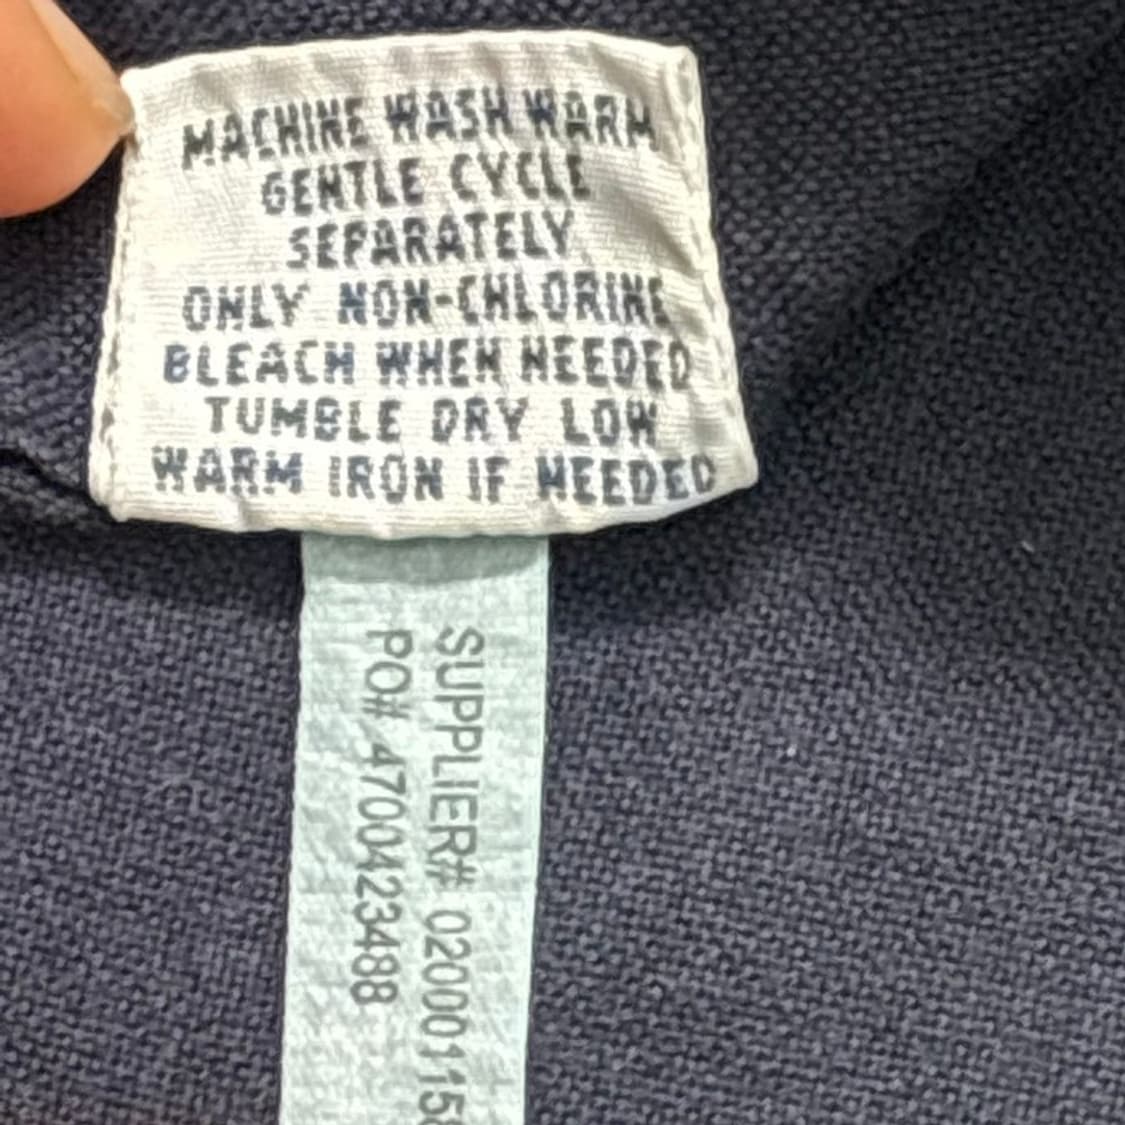 MACHINE WASH WARM
GENTLE CYCLE
SEPARATELY
ONLY NON-CHLORINE
BLEACH WHEN NEEDED
TUMBLE DRY LOW
WARM IRON IF NEEDED
SUPPLIER#
PO# 4700423488